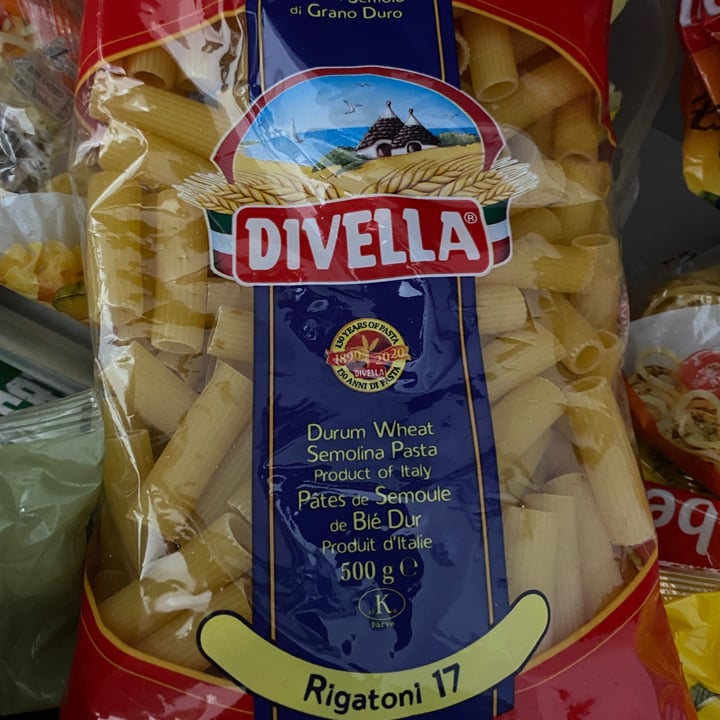 di Grano Duro
DIVELLA®
130 YEARS OF PASTA
1890 2020
DIVELLA
130 ANNI DI PASTA
Durum Wheat
Semolina Pasta
Product of Italy
Pâtes de Semoule
de Blé Dur
Produit d'Italie
500 g ℮
K
Parve
Rigatoni 17